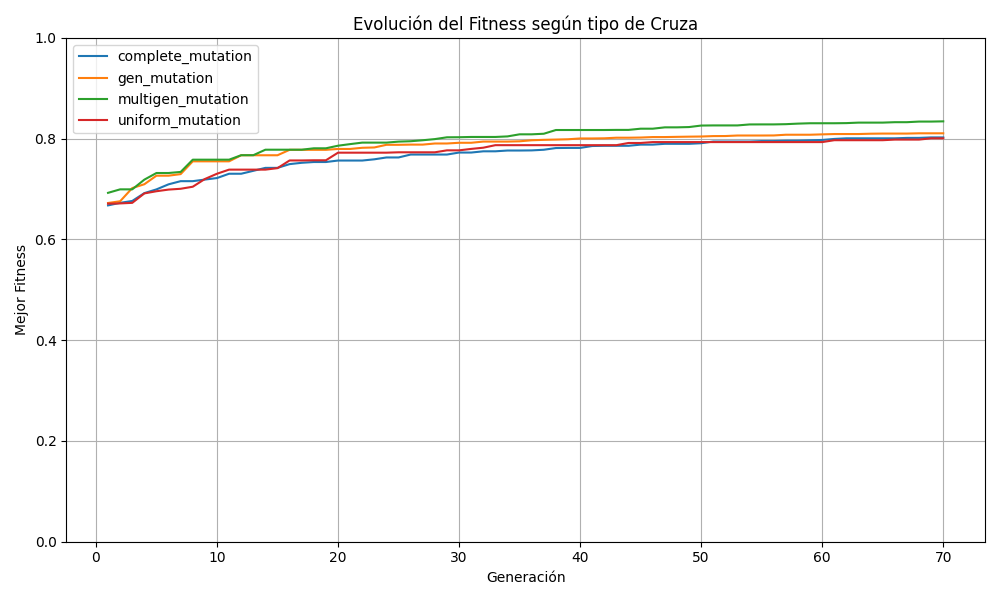 Evolución del Fitness según tipo de Cruza
complete_mutation
gen_mutation
multigen_mutation
uniform_mutation
Mejor Fitness
1.0
0.8
0.6
0.4
0.2
0.0
0 10 20 30 40 50 60 70
Generación